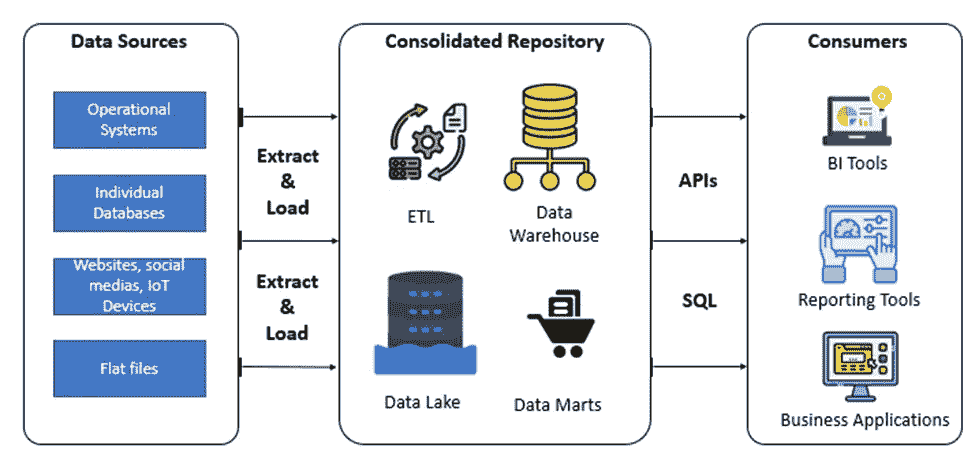 Data Sources
Operational
Systems
Individual
Databases
Websites, social
medias, IoT
Devices
Flat files
Extract
&
Load
Extract
&
Load
Consolidated Repository
ETL
Data
Warehouse
Data Lake
Data Marts
APIs
SQL
Consumers
BI Tools
Reporting Tools
Business Applications